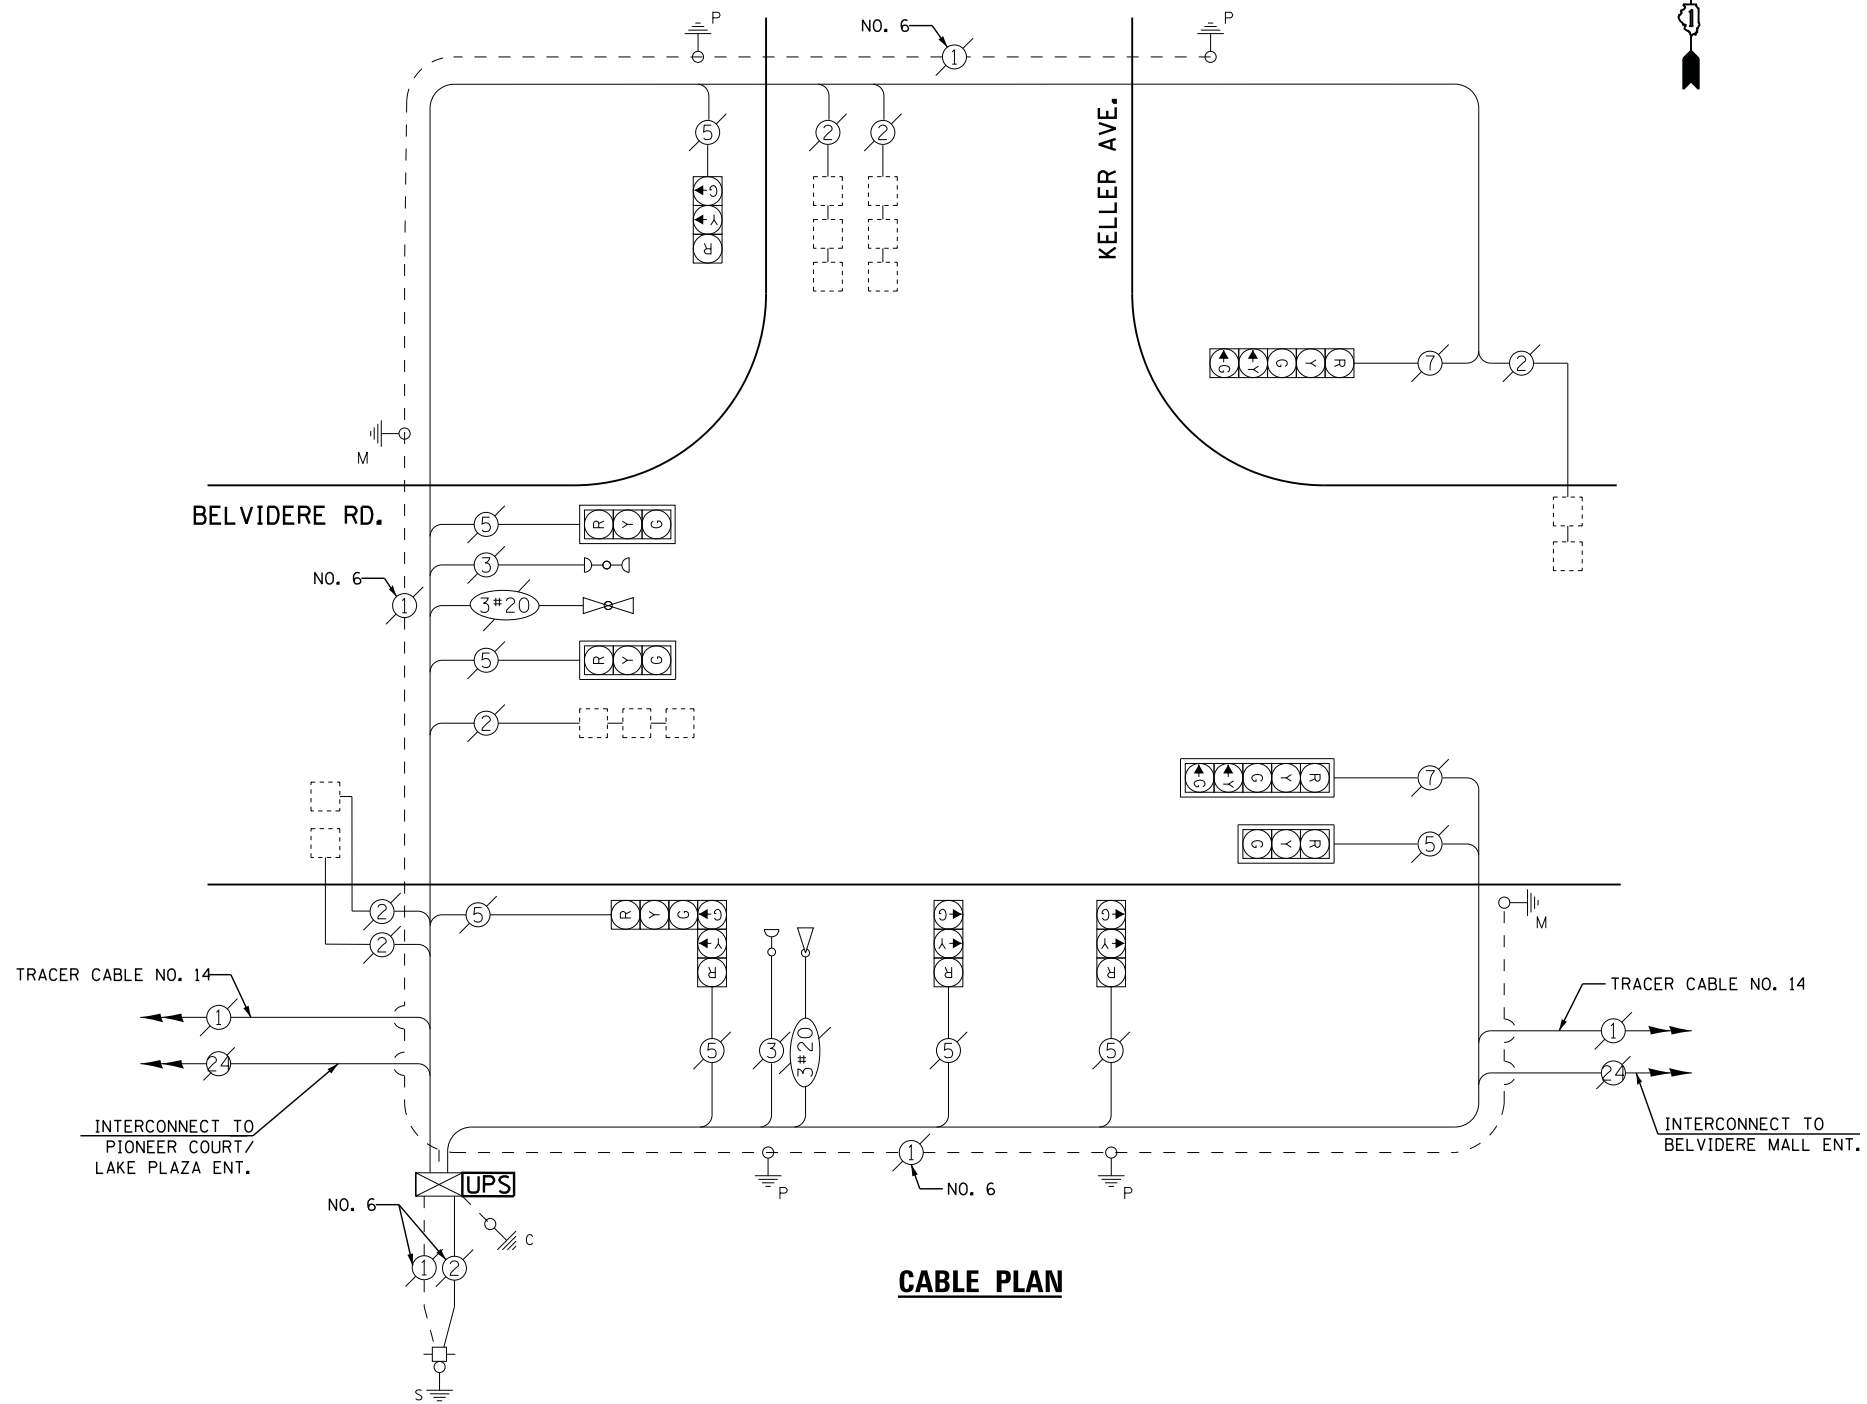 P
NO. 6
1
P
1
5
2
2
G
Y
R
KELLER AVE.
G Y G Y R
7
2
M
BELVIDERE RD.
5
R Y G
3
NO. 6
1
3#20
5
R Y G
2
G Y G Y R
7
G Y R
5
2
5
R Y G G
Y
R
G
Y
R
G
Y
R
2
M
TRACER CABLE NO. 14
TRACER CABLE NO. 14
1
1
5
3
3#20
5
5
24
24
INTERCONNECT TO
PIONEER COURT/
LAKE PLAZA ENT.
INTERCONNECT TO
BELVIDERE MALL ENT.
1
NO. 6
P
P
UPS
NO. 6
C
1
2
CABLE PLAN
S